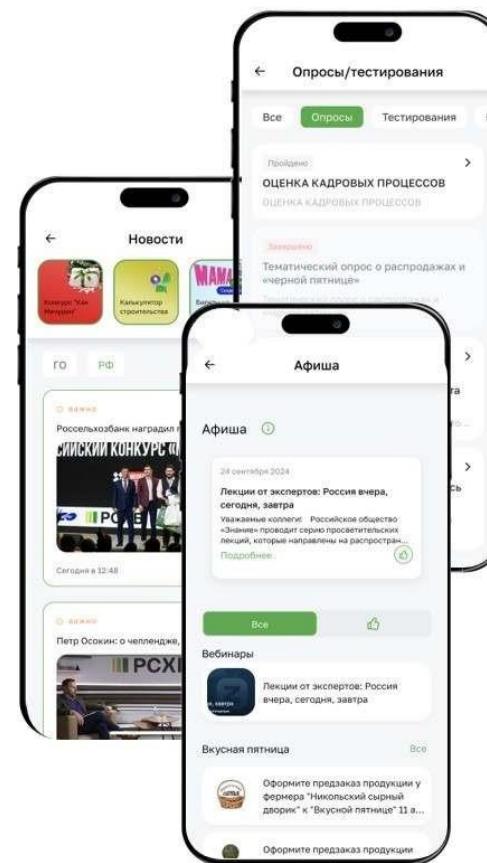 Опросы/тестирования
Все
Опросы
Тестирования
Пройдено
ОЦЕНКА КАДРОВЫХ ПРОЦЕССОВ
ОЦЕНКА КАДРОВЫХ ПРОЦЕССОВ
Завершено
Тематический опрос о распродажах и
«черной пятнице»
Новости
Конкурс "Как
Мичурин"
Калькулятор
строительства
ГО
РФ
ВАЖНО
Россельхозбанк наградил
Сегодня в 12:48
ВАЖНО
Петр Осокин: о челлендже,
Афиша
Афиша
24 сентября 2024
Лекции от экспертов: Россия вчера,
сегодня, завтра
Уважаемые коллеги! Российское общество
«Знание» проводит серию просветительских
лекций, которые направлены на распростран...
Подробнее
Все
Вебинары
Лекции от экспертов: Россия
вчера, сегодня, завтра
Вкусная пятница
Все
Оформите предзаказ продукции у
фермера "Никольский сырный
дворик" к "Вкусной пятнице" 11 а...
Оформите предзаказ продукции